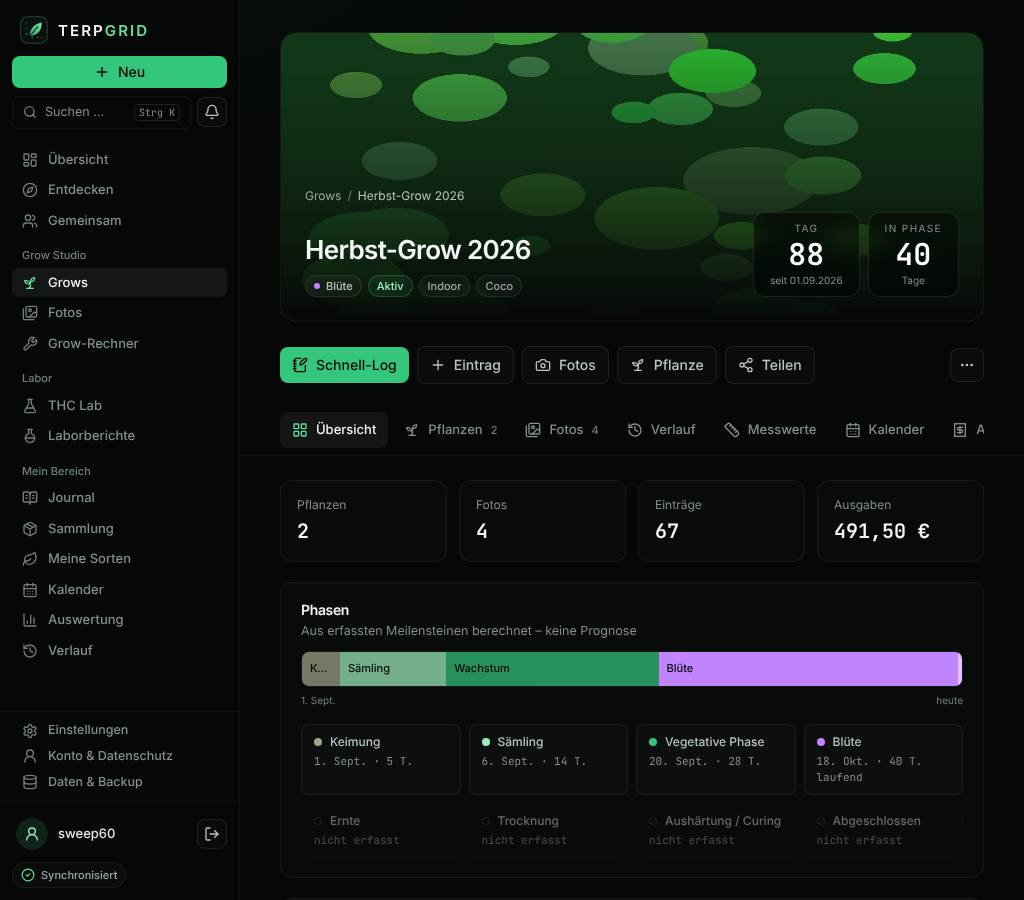 TERPGRID
Neu
Suchen ... Strg K
Übersicht
Entdecken
Gemeinsam
Grow Studio
Grows
Fotos
Grow-Rechner
Labor
THC Lab
Laborberichte
Mein Bereich
Journal
Sammlung
Meine Sorten
Kalender
Auswertung
Verlauf
Einstellungen
Konto & Datenschutz
Daten & Backup
sweep60
Synchronisiert
Grows / Herbst-Grow 2026
Herbst-Grow 2026
Blüte Aktiv Indoor Coco
TAG
88
seit 01.09.2026
IN PHASE
40
Tage
Schnell-Log Eintrag Fotos Pflanze Teilen
Übersicht Pflanzen 2 Fotos 4 Verlauf Messwerte Kalender A
Pflanzen
2
Fotos
4
Einträge
67
Ausgaben
491,50 €
Phasen
Aus erfassten Meilensteinen berechnet – keine Prognose
K... Sämling Wachstum Blüte
1. Sept. heute
Keimung
1. Sept. · 5 T.
Sämling
6. Sept. · 14 T.
Vegetative Phase
20. Sept. · 28 T.
Blüte
18. Okt. · 40 T.
laufend
Ernte
nicht erfasst
Trocknung
nicht erfasst
Aushärtung / Curing
nicht erfasst
Abgeschlossen
nicht erfasst